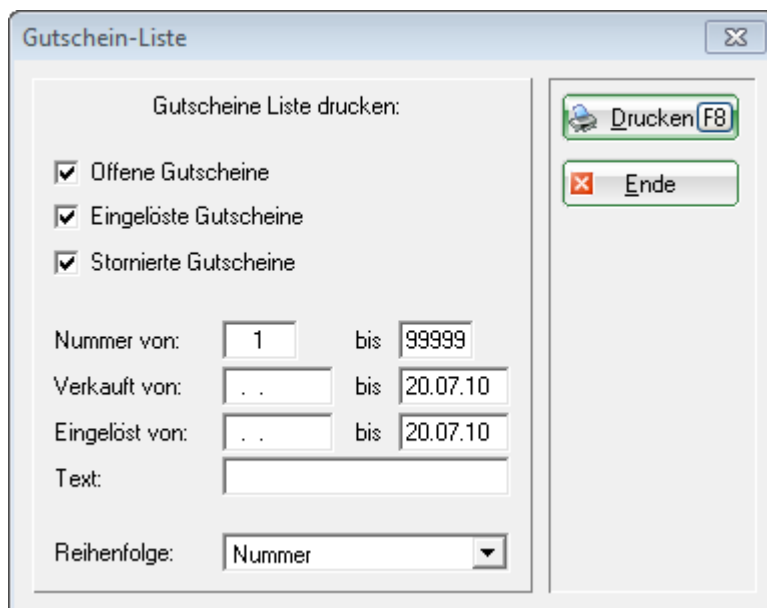 Gutschein-Liste
Gutscheine Liste drucken:
Offene Gutscheine
Eingelöste Gutscheine
Stornierte Gutscheine
Nummer von: 1 bis 99999
Verkauft von: . . bis 20.07.10
Eingelöst von: . . bis 20.07.10
Text:
Reihenfolge: Nummer
Drucken F8
Ende